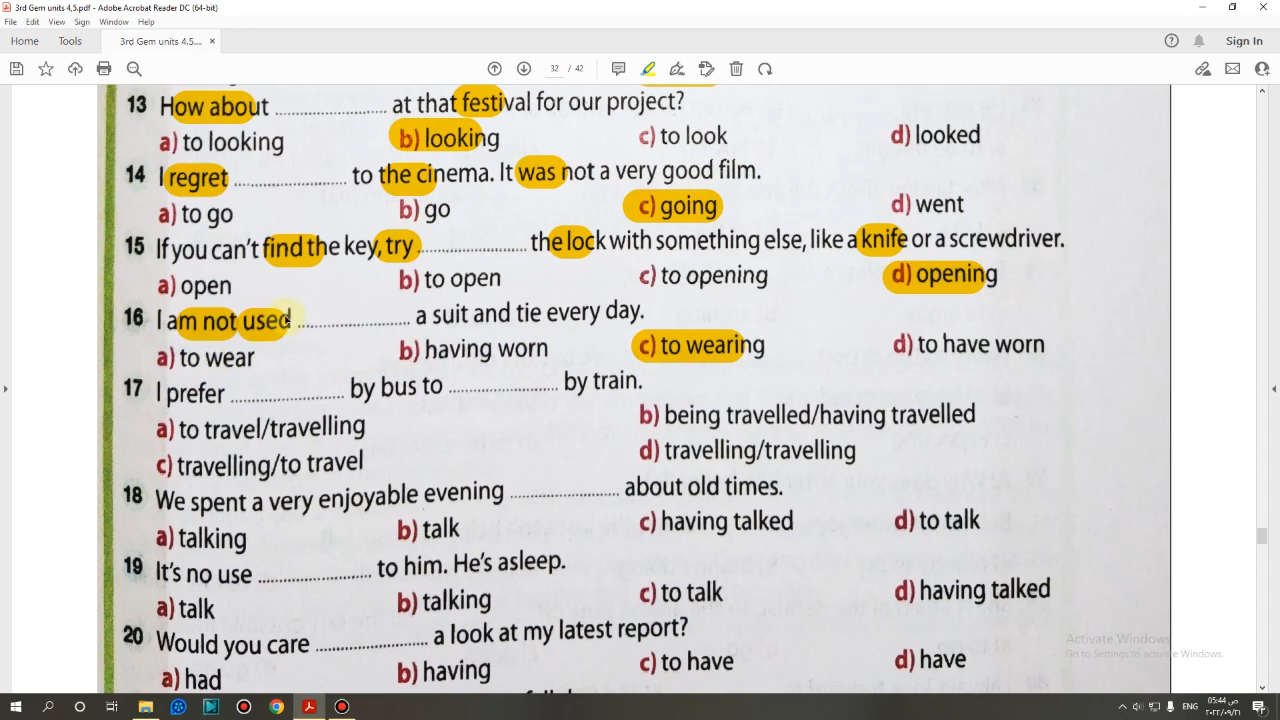 3rd Gem units 4,5.pdf - Adobe Acrobat Reader DC (64-bit)
File Edit View Sign Window Help
Home Tools 3rd Gem units 4,5.... × Sign In
32 / 42
13 How about .................. at that festival for our project?
a) to looking b) looking c) to look d) looked
14 I regret .................. to the cinema. It was not a very good film.
a) to go b) go c) going d) went
15 If you can't find the key, try .................. the lock with something else, like a knife or a screwdriver.
a) open b) to open c) to opening d) opening
16 I am not used .................. a suit and tie every day.
a) to wear b) having worn c) to wearing d) to have worn
17 I prefer .................. by bus to .................. by train.
a) to travel/travelling b) being travelled/having travelled
c) travelling/to travel d) travelling/travelling
18 We spent a very enjoyable evening .................. about old times.
a) talking b) talk c) having talked d) to talk
19 It's no use .................. to him. He's asleep.
a) talk b) talking c) to talk d) having talked
20 Would you care .................. a look at my latest report?
a) had b) having c) to have d) have
Activate Windows
Go to Settings to activate Windows.
ENG 05:44 ص
٢٠٢٢/٠٩/٢١